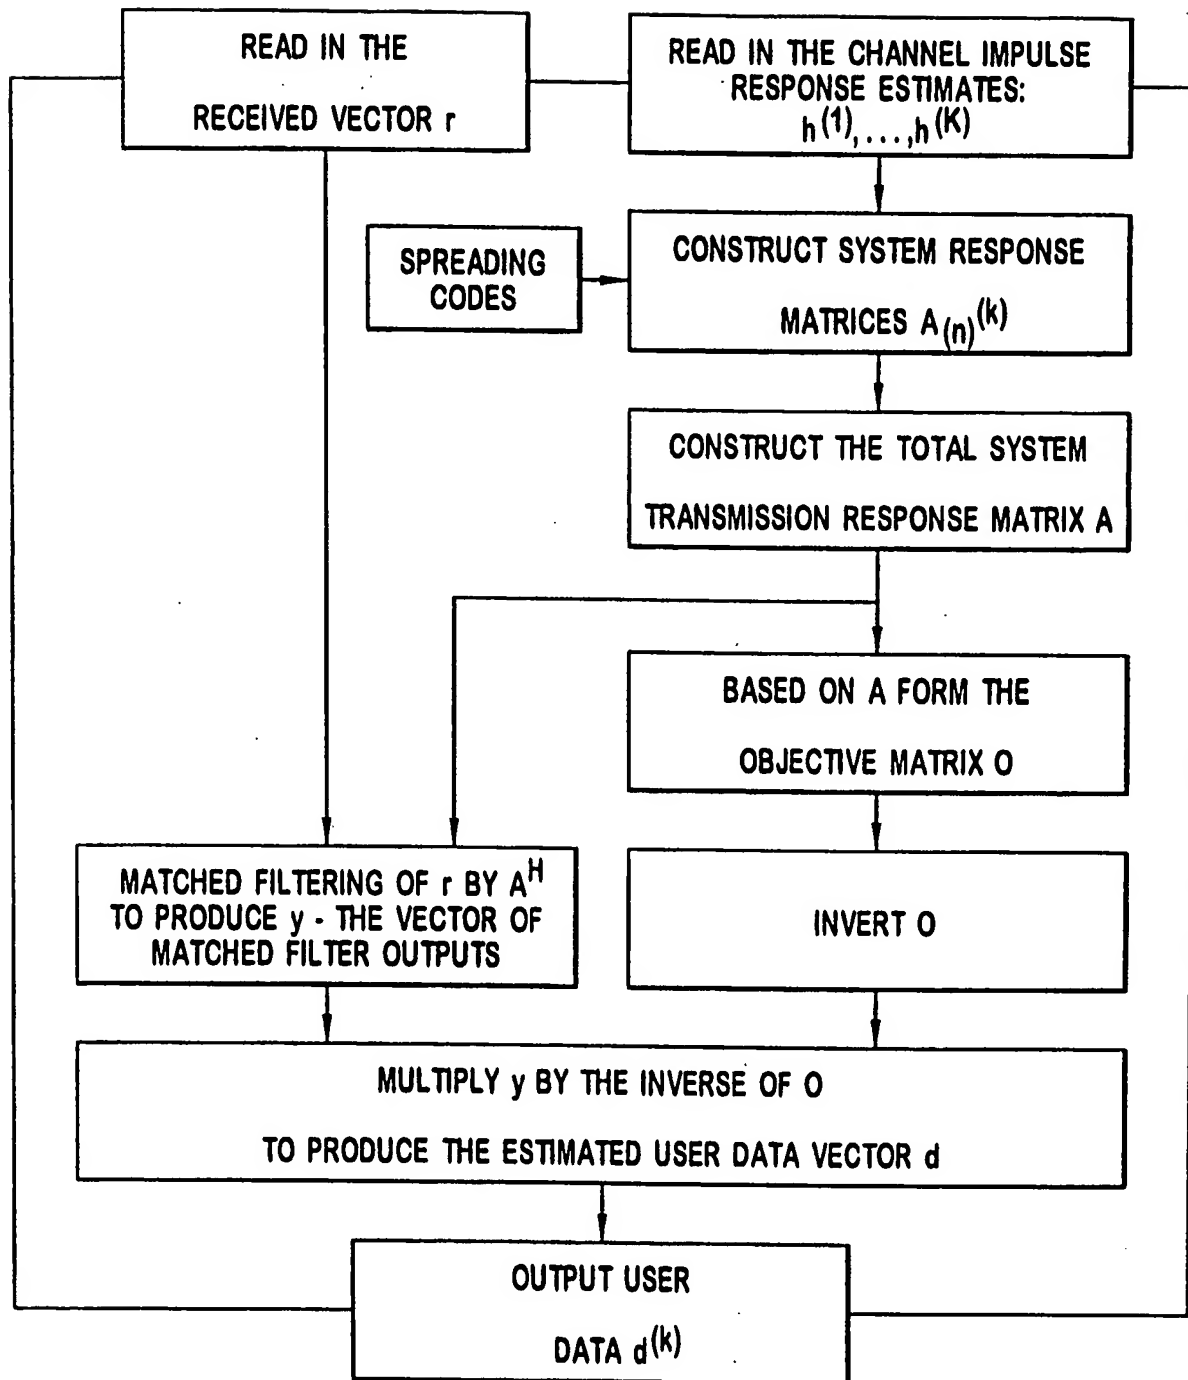 READ IN THE
RECEIVED VECTOR r
READ IN THE CHANNEL IMPULSE
RESPONSE ESTIMATES:
h(1),...,h(K)
SPREADING
CODES
CONSTRUCT SYSTEM RESPONSE
MATRICES A(n)(k)
CONSTRUCT THE TOTAL SYSTEM
TRANSMISSION RESPONSE MATRIX A
BASED ON A FORM THE
OBJECTIVE MATRIX O
MATCHED FILTERING OF r BY AH
TO PRODUCE y - THE VECTOR OF
MATCHED FILTER OUTPUTS
INVERT O
MULTIPLY y BY THE INVERSE OF O
TO PRODUCE THE ESTIMATED USER DATA VECTOR d
OUTPUT USER
DATA d(k)